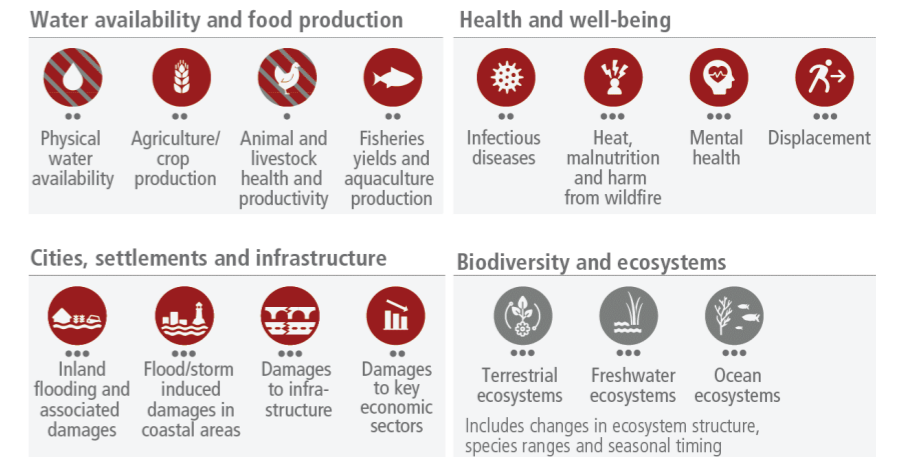 Water availability and food production
Physical
water
availability
Agriculture/
crop
production
Animal and
livestock
health and
productivity
Fisheries
yields and
aquaculture
production
Health and well-being
Infectious
diseases
Heat,
malnutrition
and harm
from wildfire
Mental
health
Displacement
Cities, settlements and infrastructure
Inland
flooding and
associated
damages
Flood/storm
induced
damages in
coastal areas
Damages
to infra-
structure
Damages
to key
economic
sectors
Biodiversity and ecosystems
Terrestrial
ecosystems
Freshwater
ecosystems
Ocean
ecosystems
Includes changes in ecosystem structure,
species ranges and seasonal timing